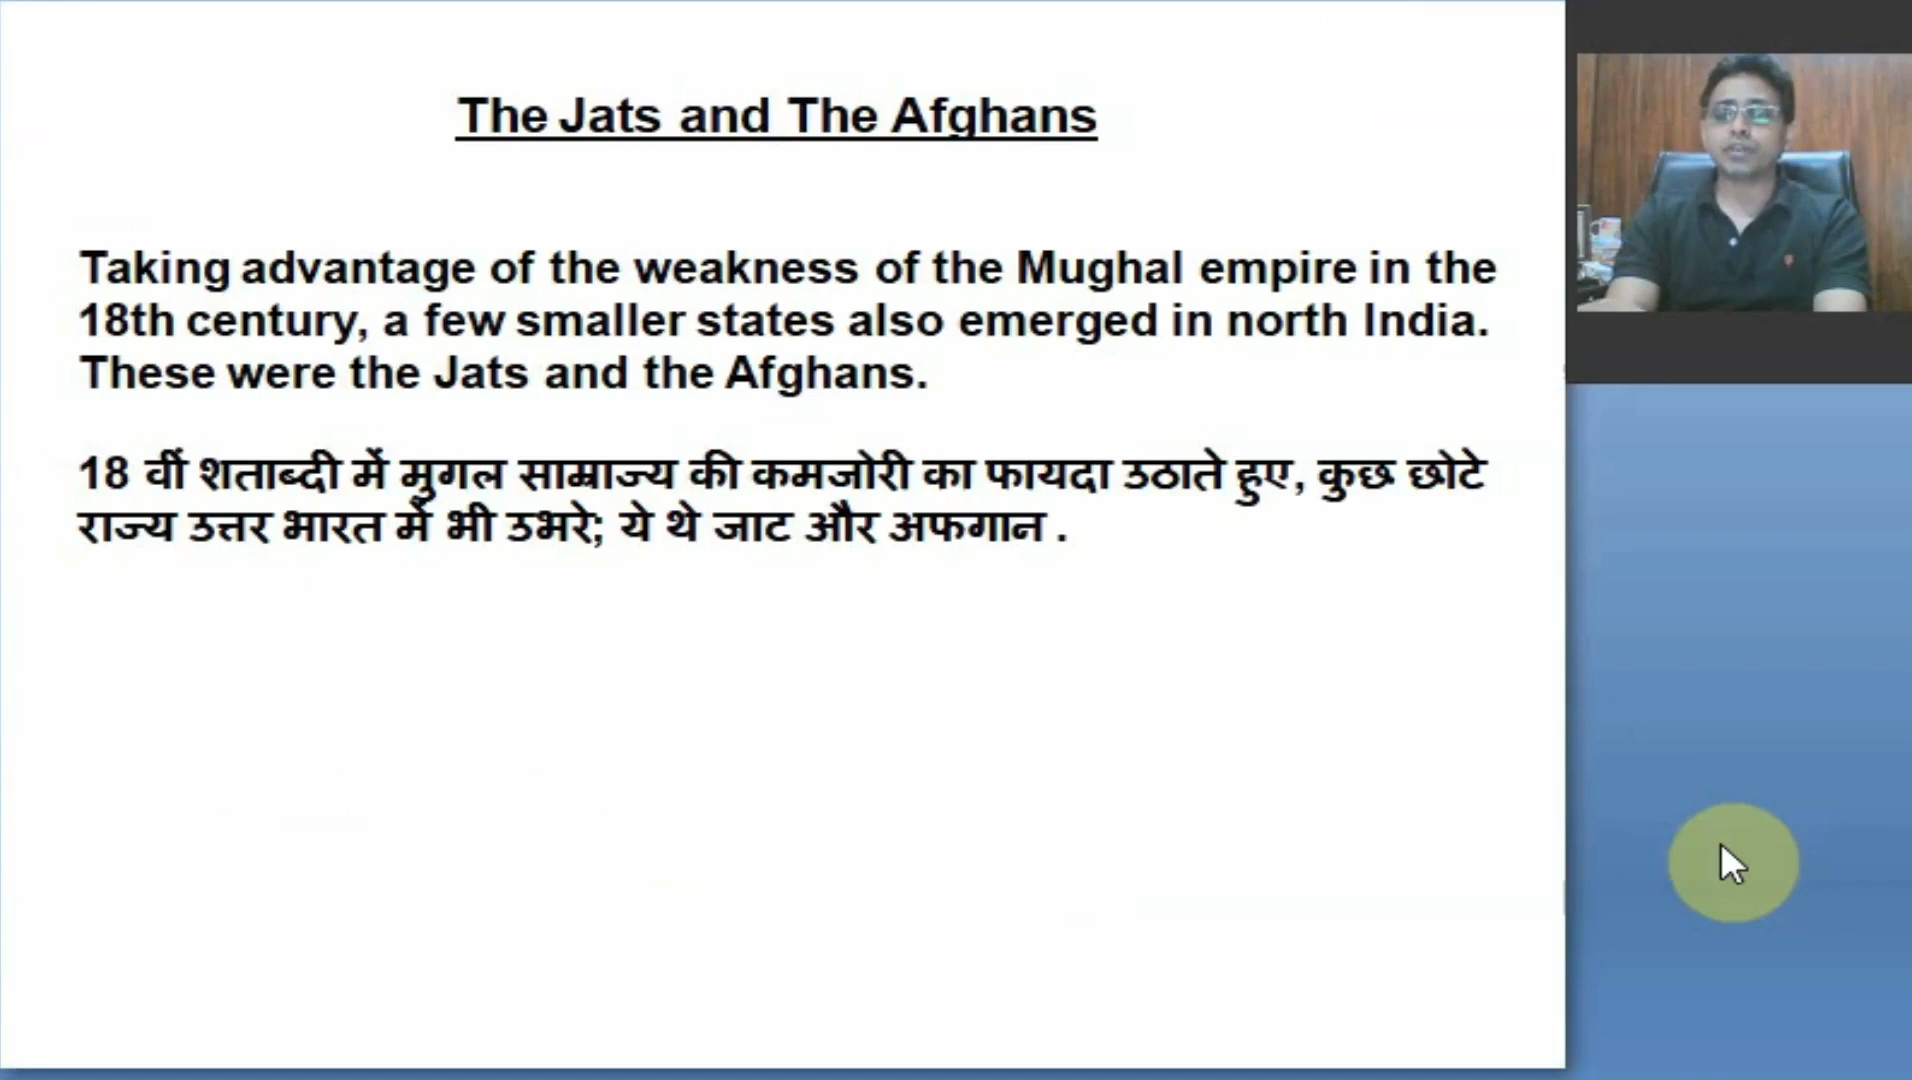 The Jats and The Afghans
Taking advantage of the weakness of the Mughal empire in the
18th century, a few smaller states also emerged in north India.
These were the Jats and the Afghans.
18 वीं शताब्दी में मुगल साम्राज्य की कमजोरी का फायदा उठाते हुए, कुछ छोटे
राज्य उत्तर भारत में भी उभरे; ये थे जाट और अफगान .